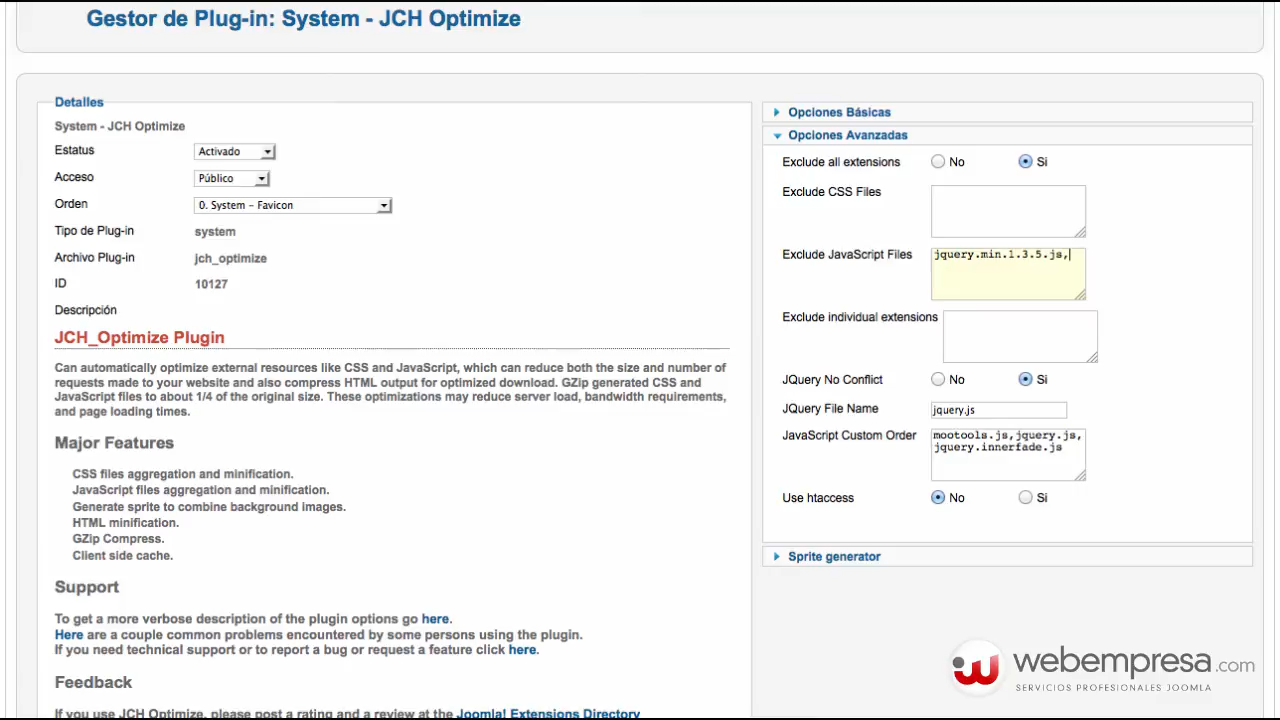 Gestor de Plug-in: System - JCH Optimize
Detalles
System - JCH Optimize
Estatus Activado
Acceso Público
Orden 0. System - Favicon
Tipo de Plug-in system
Archivo Plug-in jch_optimize
ID 10127
Descripción
JCH_Optimize Plugin
Can automatically optimize external resources like CSS and JavaScript, which can reduce both the size and number of
requests made to your website and also compress HTML output for optimized download. GZip generated CSS and
JavaScript files to about 1/4 of the original size. These optimizations may reduce server load, bandwidth requirements,
and page loading times.
Major Features
CSS files aggregation and minification.
JavaScript files aggregation and minification.
Generate sprite to combine background images.
HTML minification.
GZip Compress.
Client side cache.
Support
To get a more verbose description of the plugin options go here.
Here are a couple common problems encountered by some persons using the plugin.
If you need technical support or to report a bug or request a feature click here.
Feedback
If you use JCH Optimize, please post a rating and a review at the Joomla! Extensions Directory
Opciones Básicas
Opciones Avanzadas
Exclude all extensions No Si
Exclude CSS Files
Exclude JavaScript Files jquery.min.1.3.5.js,
Exclude individual extensions
JQuery No Conflict No Si
JQuery File Name jquery.js
JavaScript Custom Order mootools.js,jquery.js,
jquery.innerfade.js
Use htaccess No Si
Sprite generator
webempresa.com
SERVICIOS PROFESIONALES JOOMLA